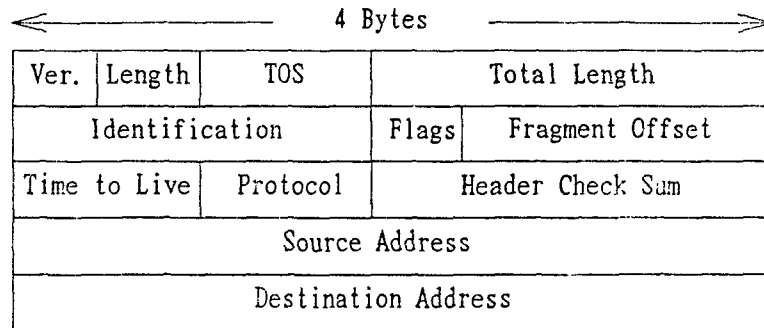 4 Bytes
Ver. Length TOS Total Length
Identification Flags Fragment Offset
Time to Live Protocol Header Check Sum
Source Address
Destination Address